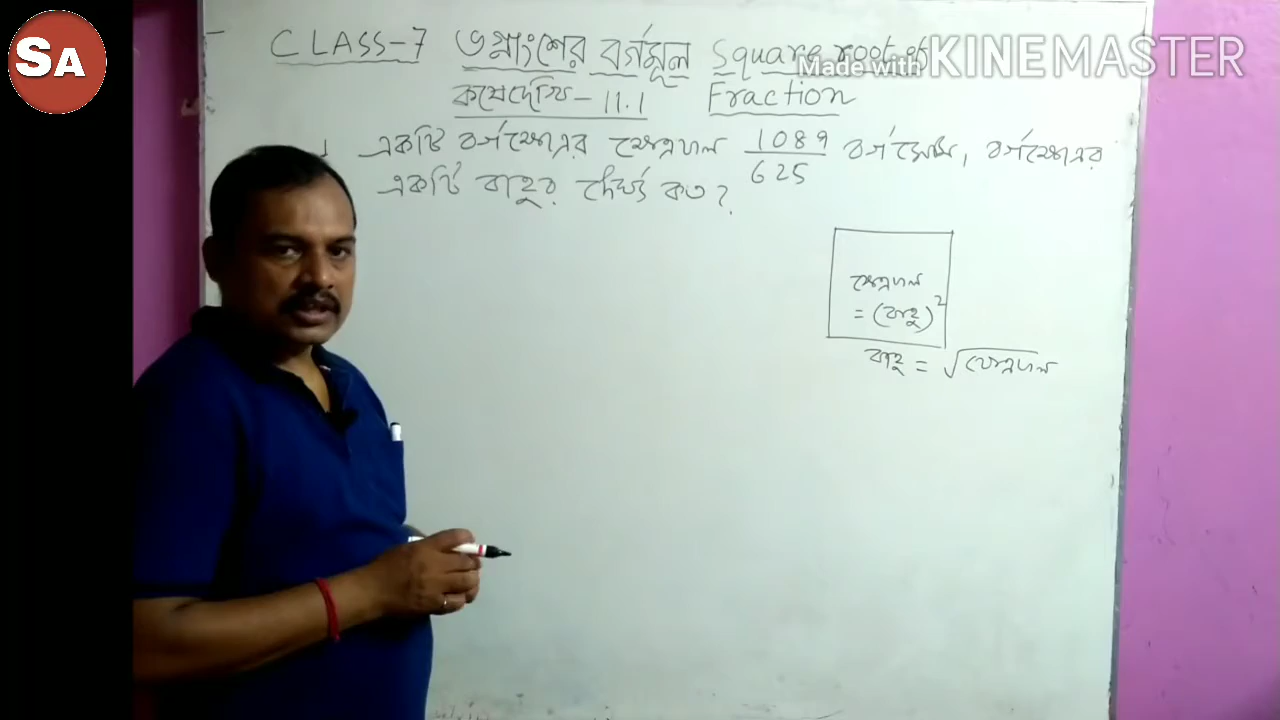 SA
CLASS-7 ভগ্নাংশের বর্গমূল Square root of
Made with KINEMASTER
কষেদেখি-11.1 Fraction
একটি বর্গক্ষেত্রের ক্ষেত্রফল 1089/625 বর্গসেমি, বর্গক্ষেত্রের
একটি বাহুর দৈর্ঘ্য কত?
ক্ষেত্রফল
= (বাহু)²
বাহু = √ক্ষেত্রফল